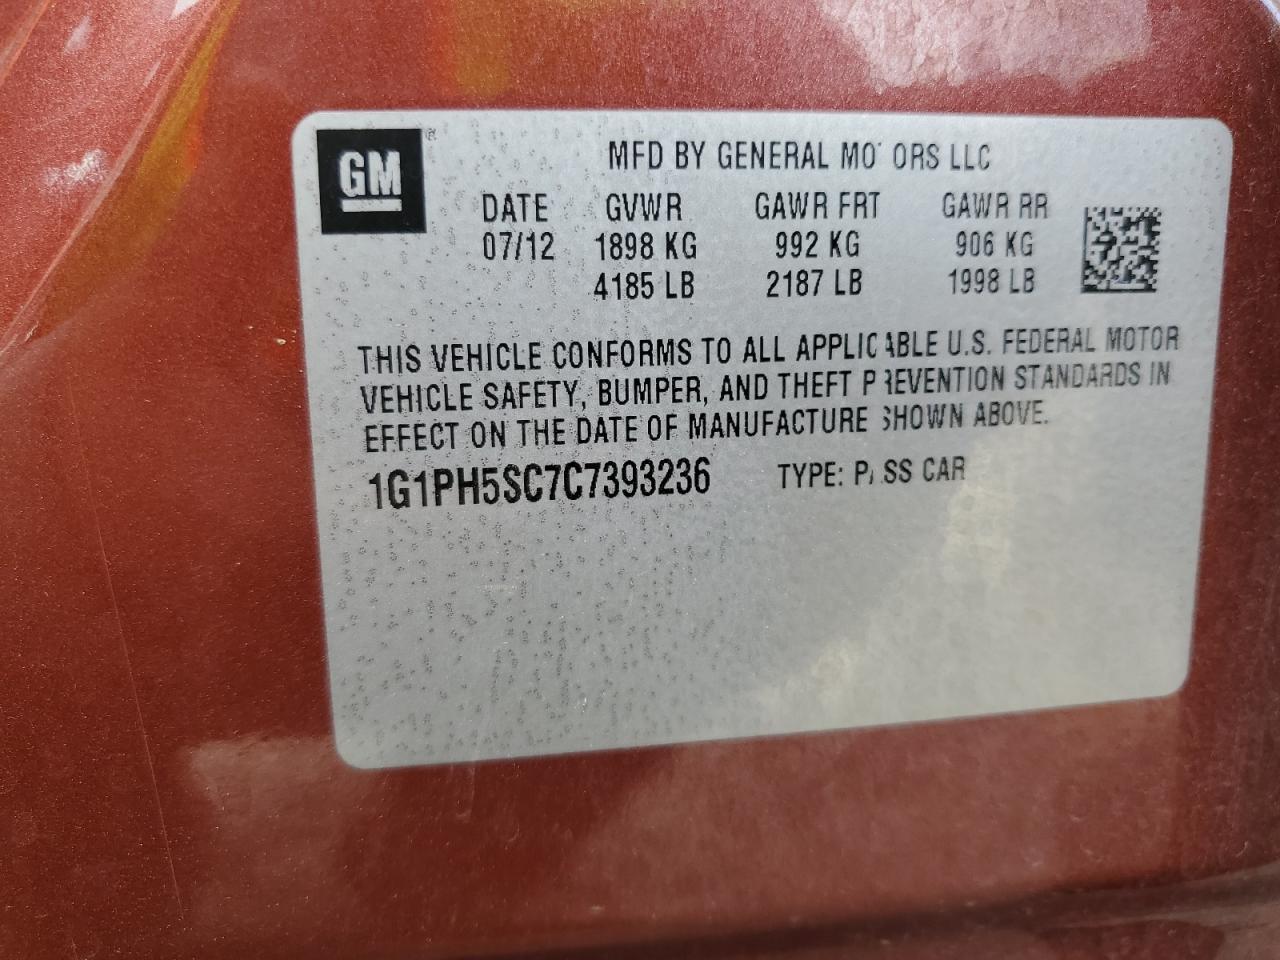 GM
MFD BY GENERAL MO ORS LLC
DATE GVWR GAWR FRT GAWR RR
07/12 1898 KG 992 KG 906 KG
4185 LB 2187 LB 1998 LB
THIS VEHICLE CONFORMS TO ALL APPLICABLE U.S. FEDERAL MOTOR
VEHICLE SAFETY, BUMPER, AND THEFT PREVENTION STANDARDS IN
EFFECT ON THE DATE OF MANUFACTURE SHOWN ABOVE.
1G1PH5SC7C7393236 TYPE: PASS CAR